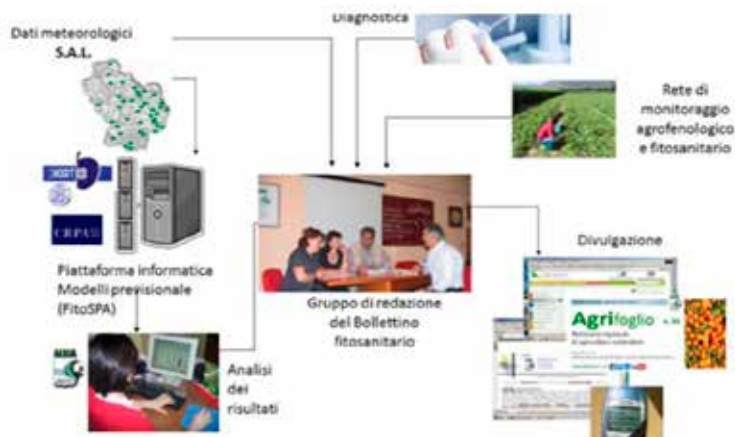 Diagnostica
Dati meteorologici
S.A.L.
Rete di
monitoraggio
agrofenologico
e fitosanitario
CRPA
Piattaforma informatica
Modelli previsionale
(FitoSPA)
Gruppo di redazione
del Bollettino
fitosanitario
Divulgazione
Agrifoglio
Analisi
dei
risultati